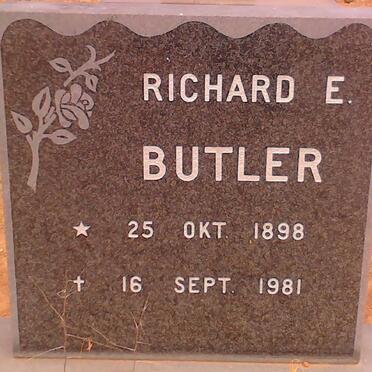 RICHARD E.
BUTLER
★ 25 OKT. 1898
✝ 16 SEPT. 1981